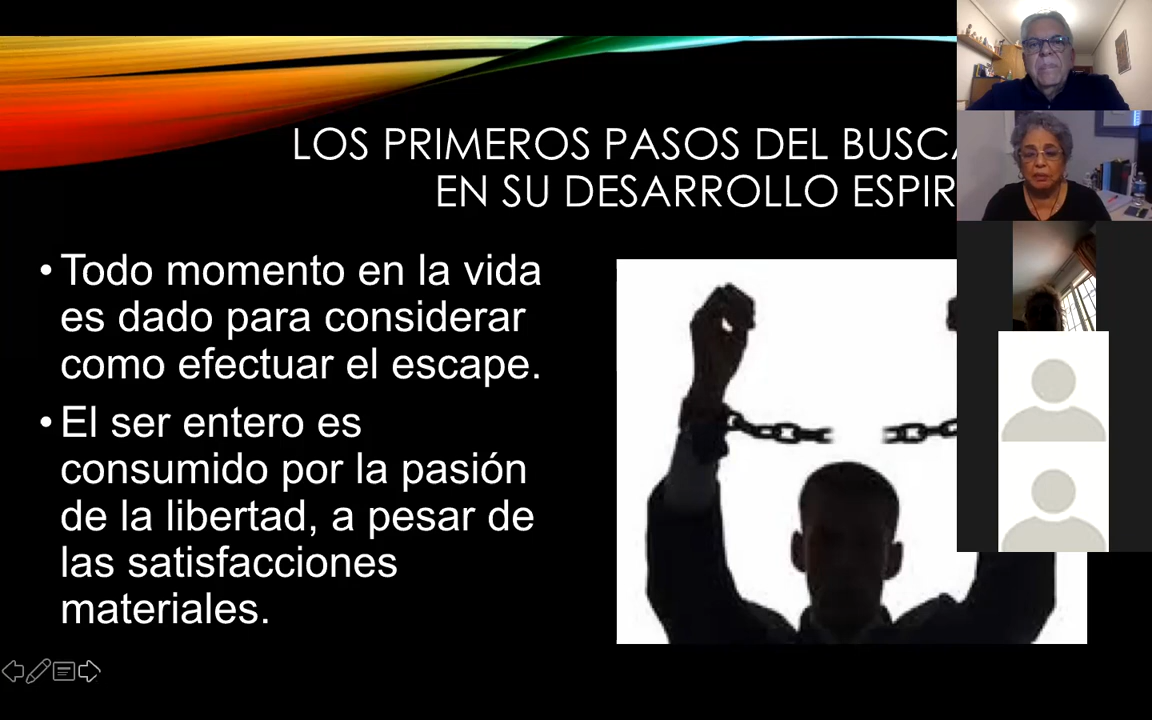 LOS PRIMEROS PASOS DEL BUSCA
EN SU DESARROLLO ESPIR
• Todo momento en la vida
es dado para considerar
como efectuar el escape.
• El ser entero es
consumido por la pasión
de la libertad, a pesar de
las satisfacciones
materiales.